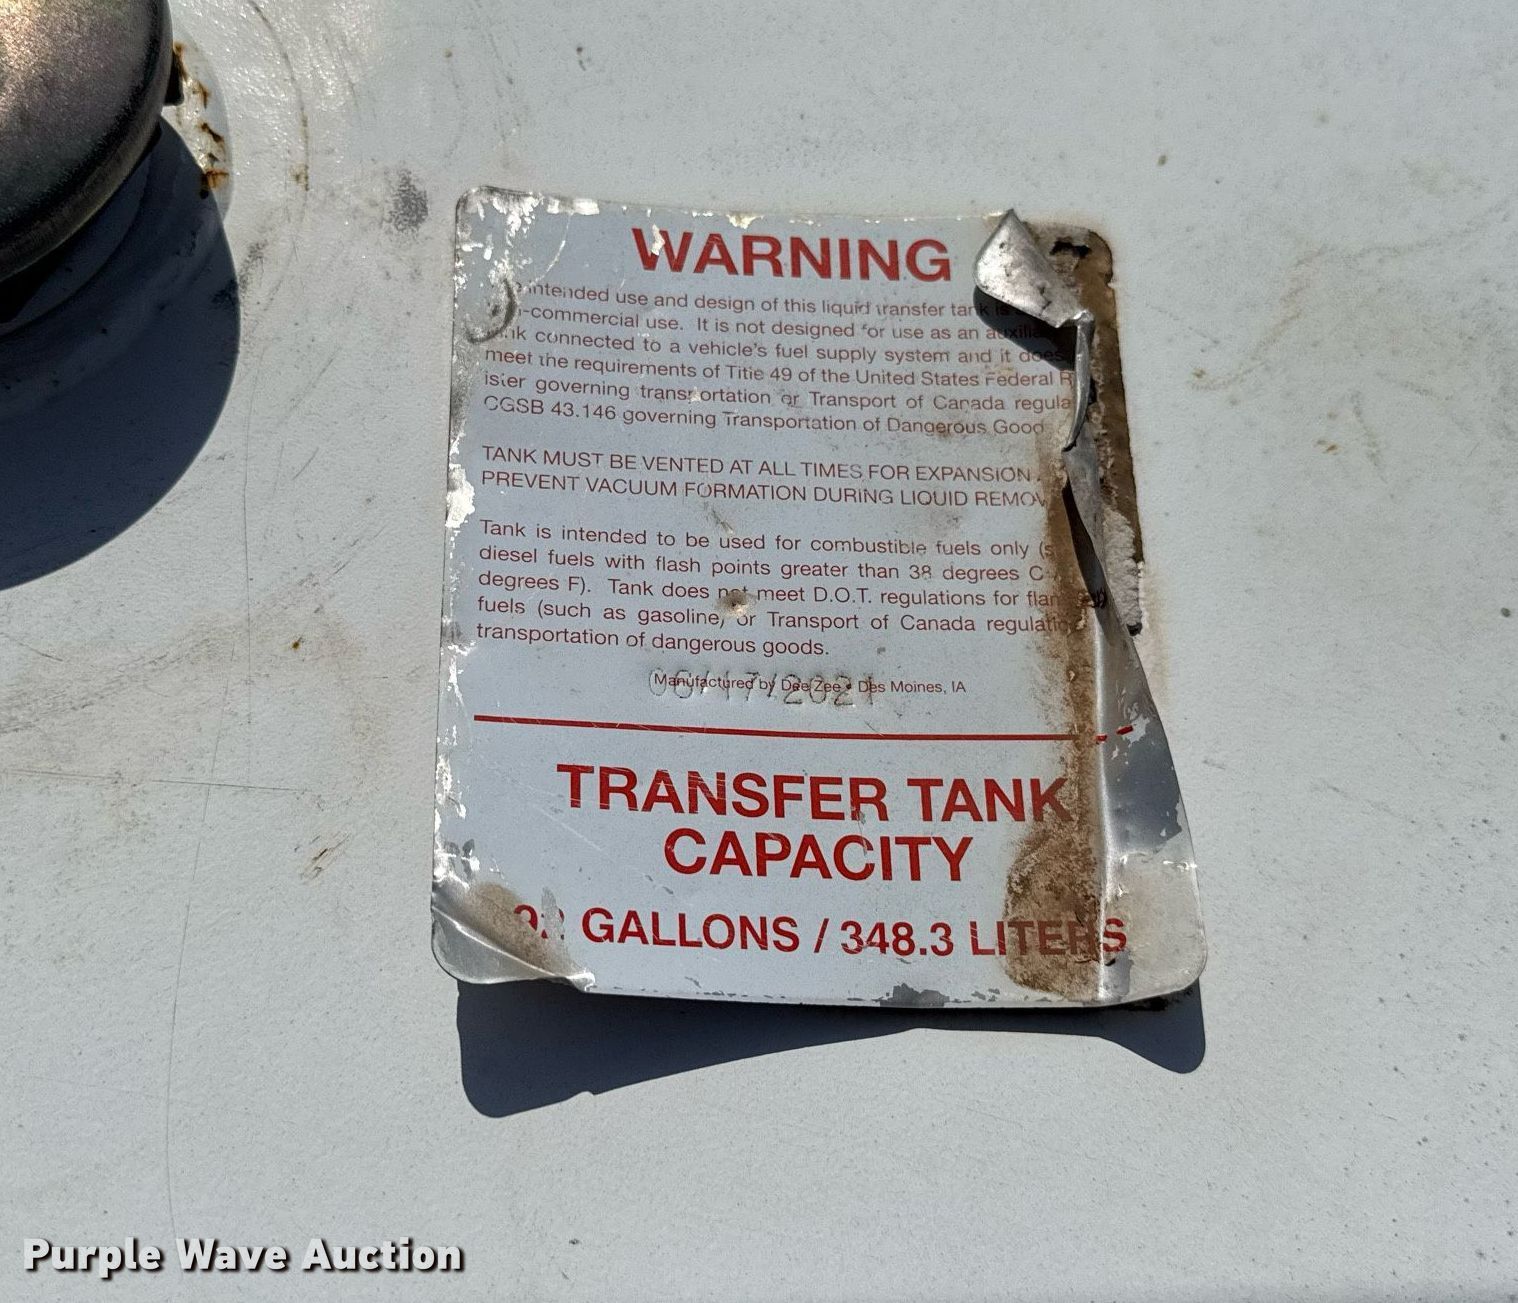 WARNING
intended use and design of this liquid transfer tank is
-commercial use. It is not designed for use as an
connected to a vehicle's fuel supply system and it does
meet the requirements of Title 49 of the United States Federal
ister governing transportation or Transport of Canada regula
CGSB 43.146 governing Transportation of Dangerous Good
TANK MUST BE VENTED AT ALL TIMES FOR EXPANSION
PREVENT VACUUM FORMATION DURING LIQUID REMOV
Tank is intended to be used for combustible fuels only (s
diesel fuels with flash points greater than 38 degrees C
degrees F). Tank does not meet D.O.T. regulations for flam
fuels (such as gasoline) or Transport of Canada regulatio
transportation of dangerous goods.
Manufactured by Dee Zee • Des Moines, IA
06/17/2021
TRANSFER TANK
CAPACITY
GALLONS / 348.3 LITERS
Purple Wave Auction